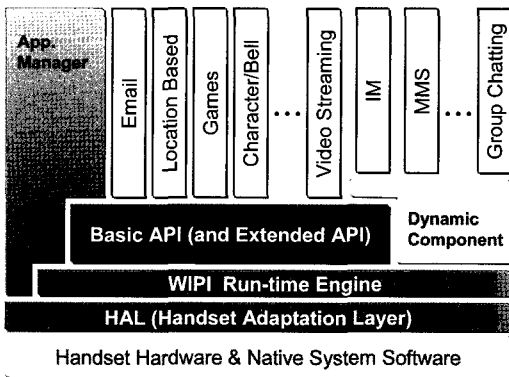 App.
Manager
Email
Location Based
Games
Character/Bell
...
Video Streaming
IM
MMS
...
Group Chatting
Basic API (and Extended API)
Dynamic
Component
WIPI Run-time Engine
HAL (Handset Adaptation Layer)
Handset Hardware & Native System Software